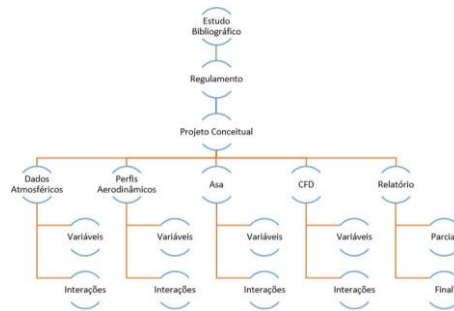 Estudo
Bibliográfico
Regulamento
Projeto Conceitual
Dados
Atmosféricos
Perfis
Aerodinâmicos
Asa
CFD
Relatório
Variáveis
Variáveis
Variáveis
Variáveis
Parcial
Interações
Interações
Interações
Interações
Final